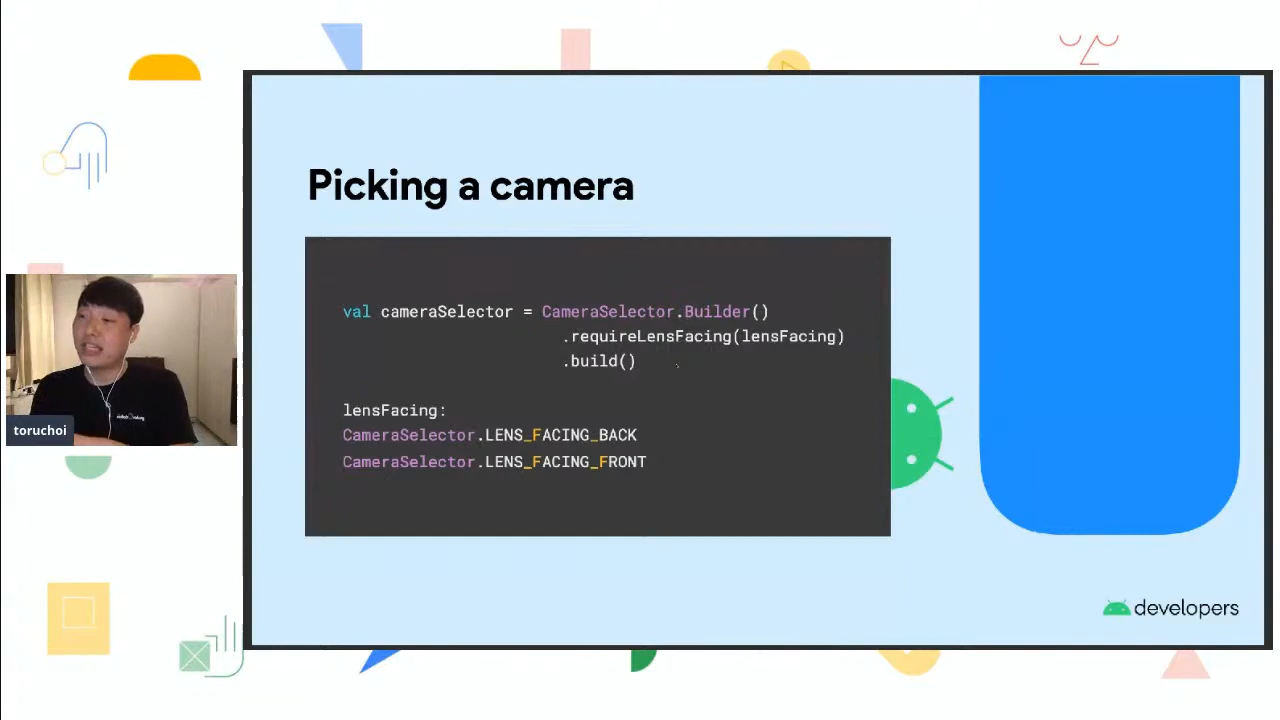 Picking a camera
val cameraSelector = CameraSelector.Builder()
.requireLensFacing(lensFacing)
.build()
lensFacing:
CameraSelector.LENS_FACING_BACK
CameraSelector.LENS_FACING_FRONT
toruchoi
developers